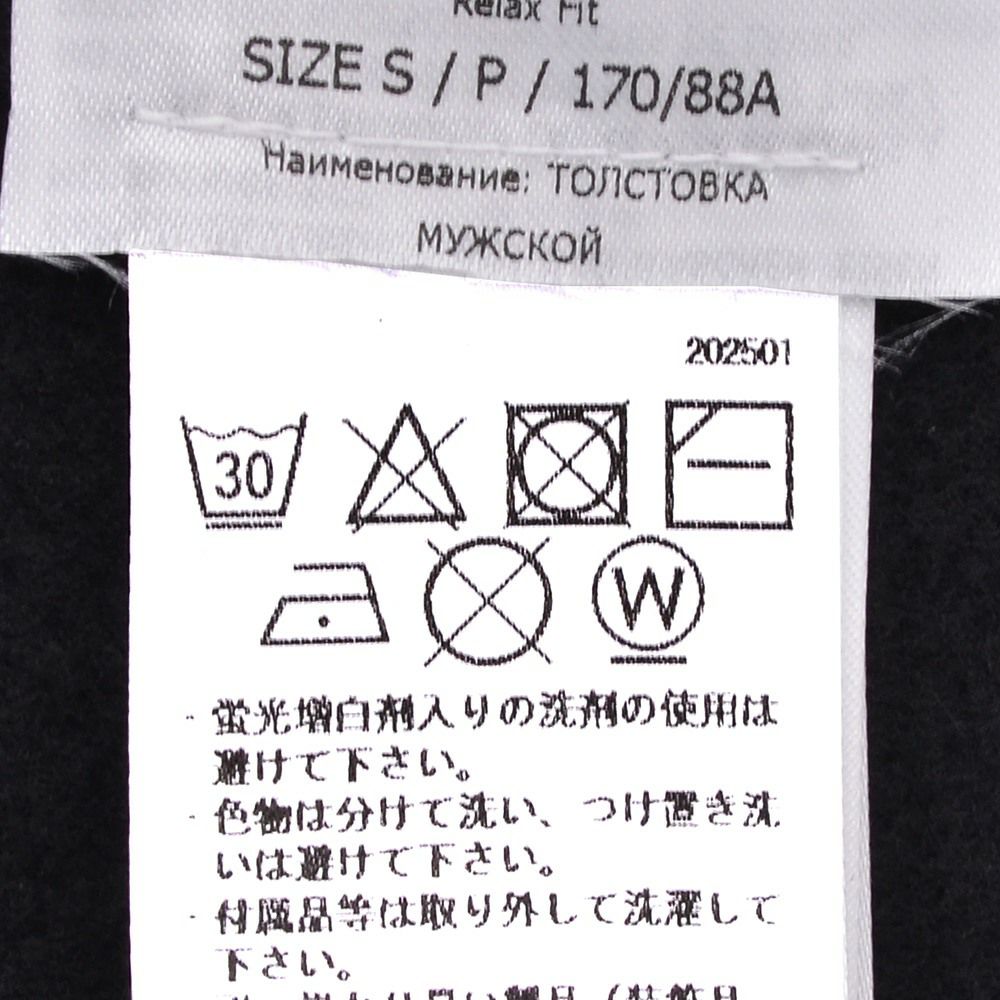 Relax Fit
SIZE S / P / 170/88A
Наименование: ТОЛСТОВКА
МУЖСКОЙ
202501
30
W
· 蛍光増白剤入りの洗剤の使用は
避けて下さい。
· 色物は分けて洗い、つけ置き洗
いは避けて下さい。
· 付属品等は取り外して洗濯して
下さい。